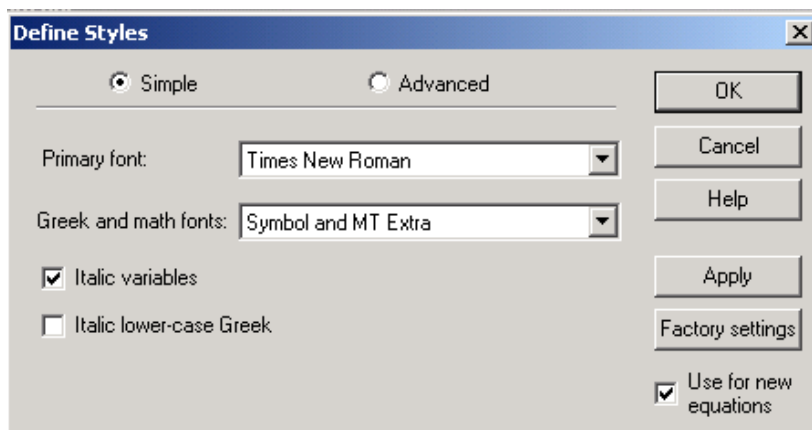 Define Styles
Simple
Advanced
OK
Primary font:
Times New Roman
Cancel
Greek and math fonts:
Symbol and MT Extra
Help
Italic variables
Apply
Italic lower-case Greek
Factory settings
Use for new
equations